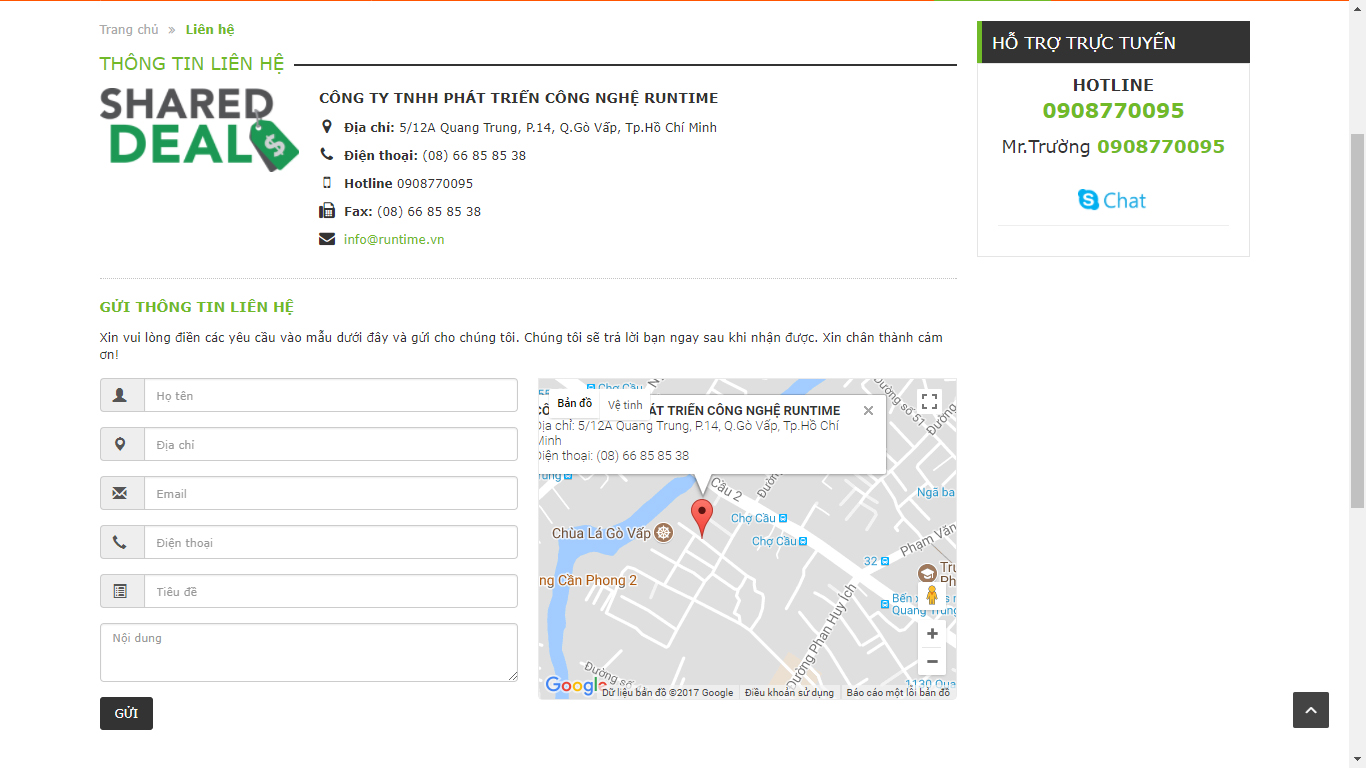 Trang chủ » Liên hệ
THÔNG TIN LIÊN HỆ
SHARED
DEAL
CÔNG TY TNHH PHÁT TRIỂN CÔNG NGHỆ RUNTIME
Địa chỉ: 5/12A Quang Trung, P.14, Q.Gò Vấp, Tp.Hồ Chí Minh
Điện thoại: (08) 66 85 85 38
Hotline 0908770095
Fax: (08) 66 85 85 38
info@runtime.vn
HỖ TRỢ TRỰC TUYẾN
HOTLINE
0908770095
Mr.Trường 0908770095
Chat
GỬI THÔNG TIN LIÊN HỆ
Xin vui lòng điền các yêu cầu vào mẫu dưới đây và gửi cho chúng tôi. Chúng tôi sẽ trả lời bạn ngay sau khi nhận được. Xin chân thành cảm
ơn!
Họ tên
Địa chỉ
Email
Điện thoại
Tiêu đề
Nội dung
GỬI
Chợ Cầu
Đường số 51
Bản đồ
Vệ tinh
PHÁT TRIỂN CÔNG NGHỆ RUNTIME
Địa chỉ: 5/12A Quang Trung, P.14, Q.Gò Vấp, Tp.Hồ Chí
Minh
Điện thoại: (08) 66 85 85 38
Cầu 2
Ngã ba
Chợ Cầu
Chùa Lá Gò Vấp
Chợ Cầu
Phạm Văn
32
Cần Phong 2
Quang Trung
Đường Phan Huy Ích
Đường số
1130 Qua
Google
Dữ liệu bản đồ ©2017 Google
Điều khoản sử dụng
Báo cáo một lỗi bản đồ